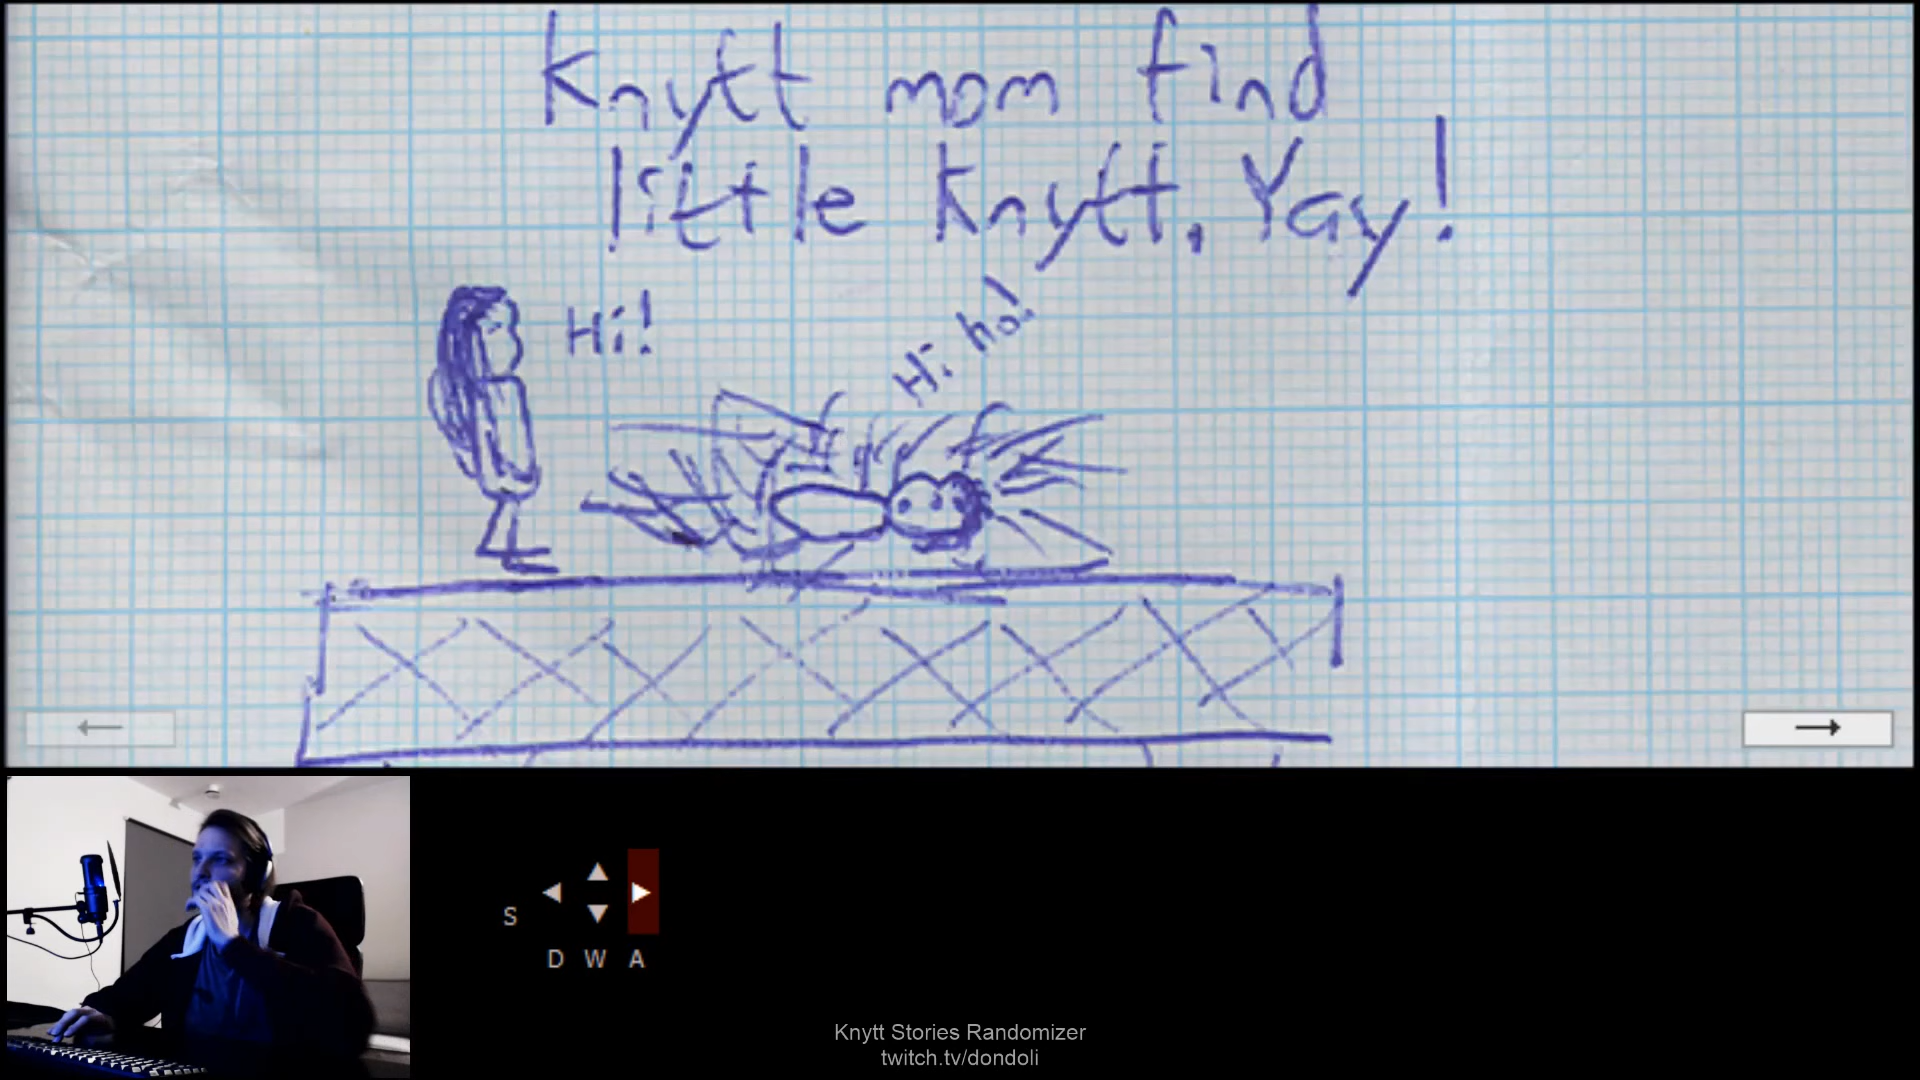 Knytt mom find
little Knytt. Yay!
Hi!
Hi ho!
S
D W A
Knytt Stories Randomizer
twitch.tv/dondoli